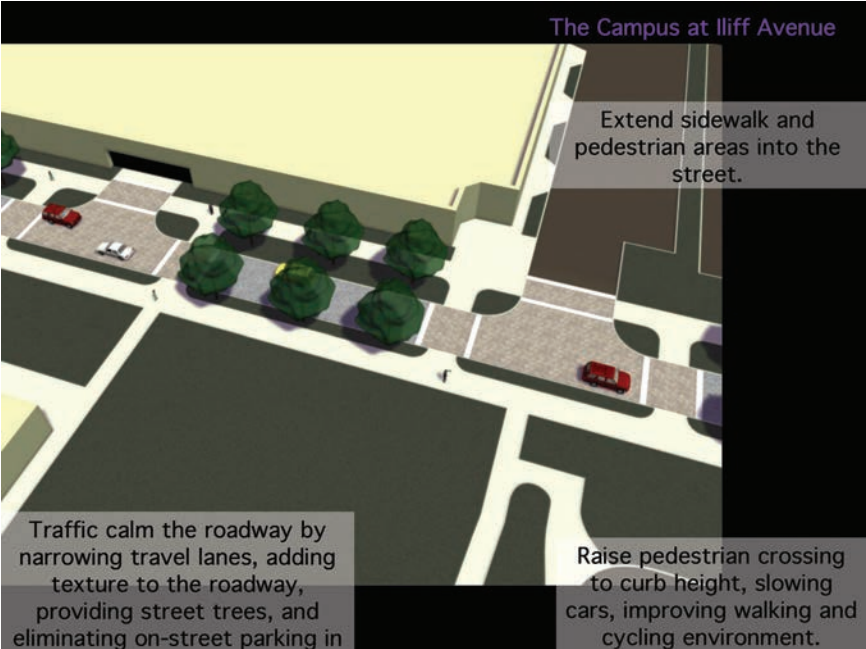 The Campus at Iliff Avenue
Extend sidewalk and
pedestrian areas into the
street.
Traffic calm the roadway by
narrowing travel lanes, adding
texture to the roadway,
providing street trees, and
eliminating on-street parking in
Raise pedestrian crossing
to curb height, slowing
cars, improving walking and
cycling environment.